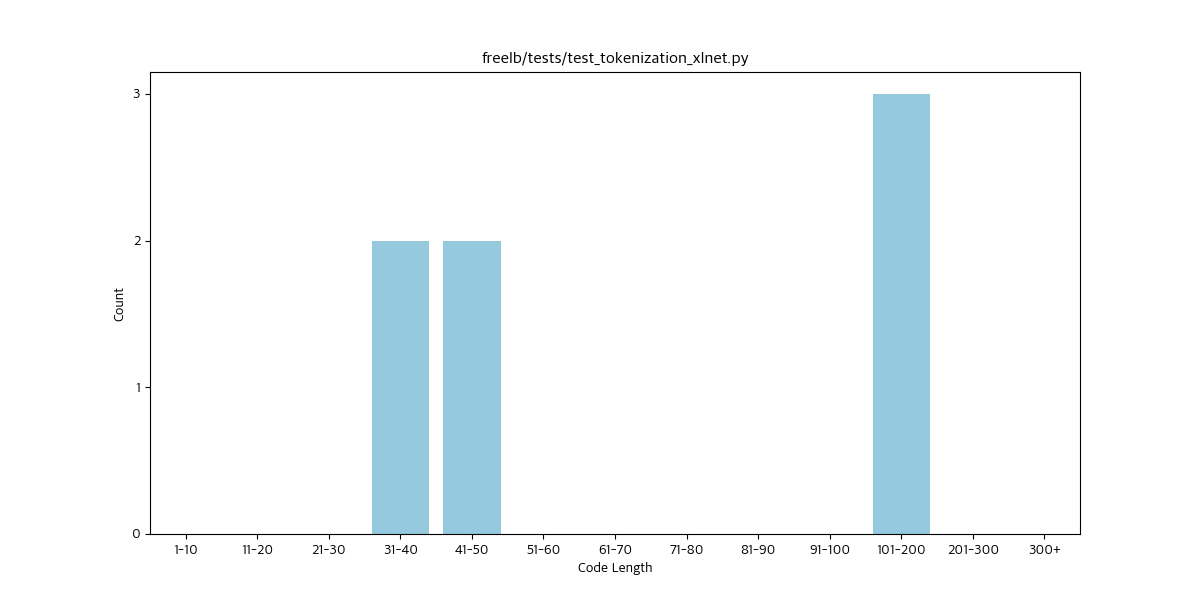 freelb/tests/test_tokenization_xlnet.py
3
2
1
0
Count
1-10 11-20 21-30 31-40 41-50 51-60 61-70 71-80 81-90 91-100 101-200 201-300 300+
Code Length